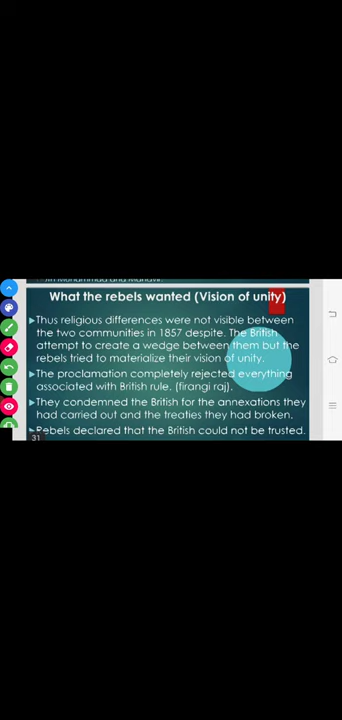 Muhammad and Mahavir.
What the rebels wanted (Vision of unity)
▸Thus religious differences were not visible between
the two communities in 1857 despite. The British
attempt to create a wedge between them but the
rebels tried to materialize their vision of unity.
▸The proclamation completely rejected everything
associated with British rule. (firangi raj).
▸They condemned the British for the annexations they
had carried out and the treaties they had broken.
▸Rebels declared that the British could not be trusted.
31